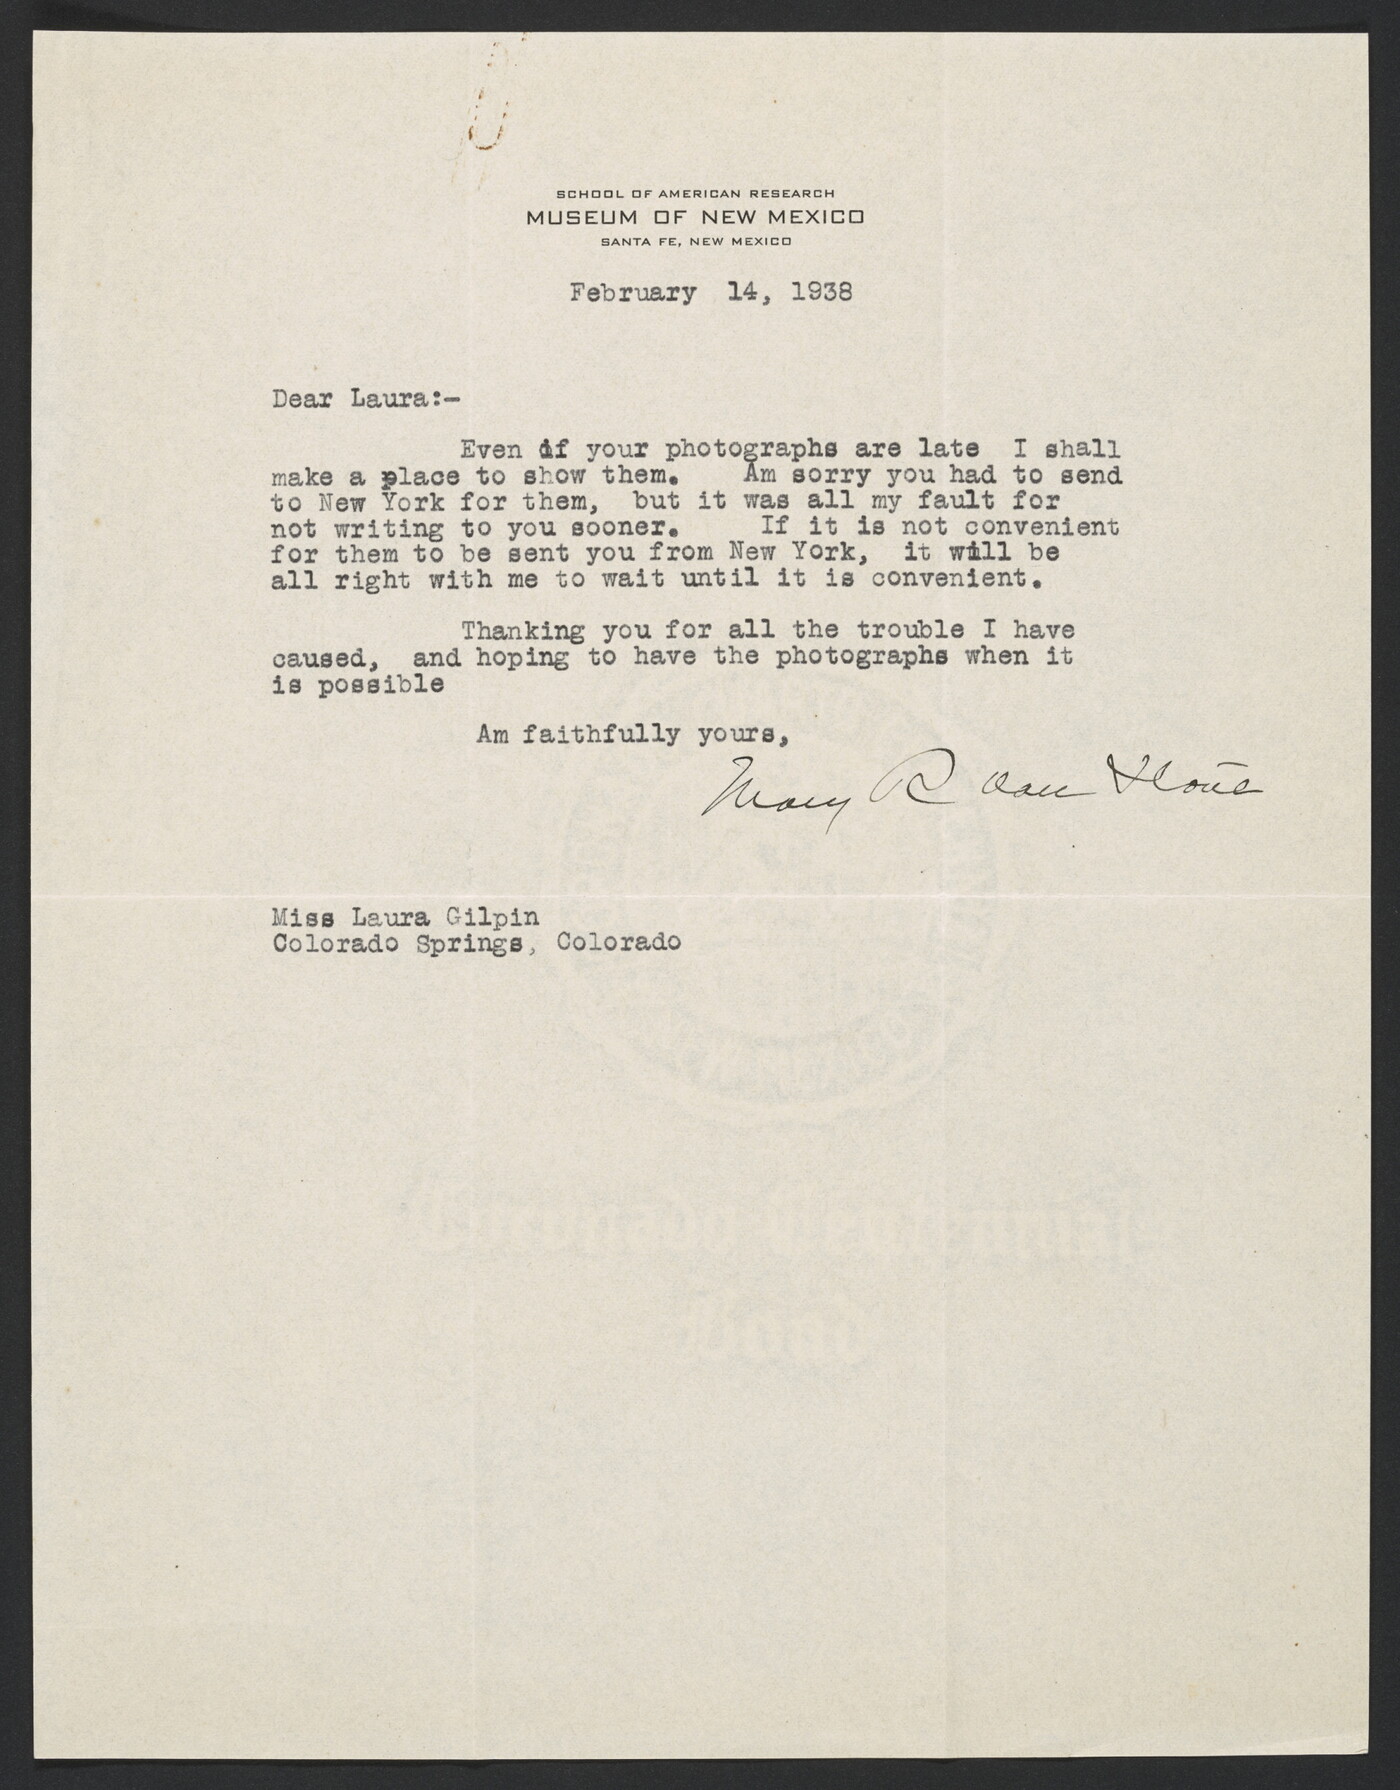 SCHOOL OF AMERICAN RESEARCH
MUSEUM OF NEW MEXICO
SANTA FE, NEW MEXICO
February 14, 1938
Dear Laura:-
Even if your photographs are late I shall
make a place to show them. Am sorry you had to send
to New York for them, but it was all my fault for
not writing to you sooner. If it is not convenient
for them to be sent you from New York, it will be
all right with me to wait until it is convenient.
Thanking you for all the trouble I have
caused, and hoping to have the photographs when it
is possible
Am faithfully yours,
Mary R Van Stone
Miss Laura Gilpin
Colorado Springs, Colorado